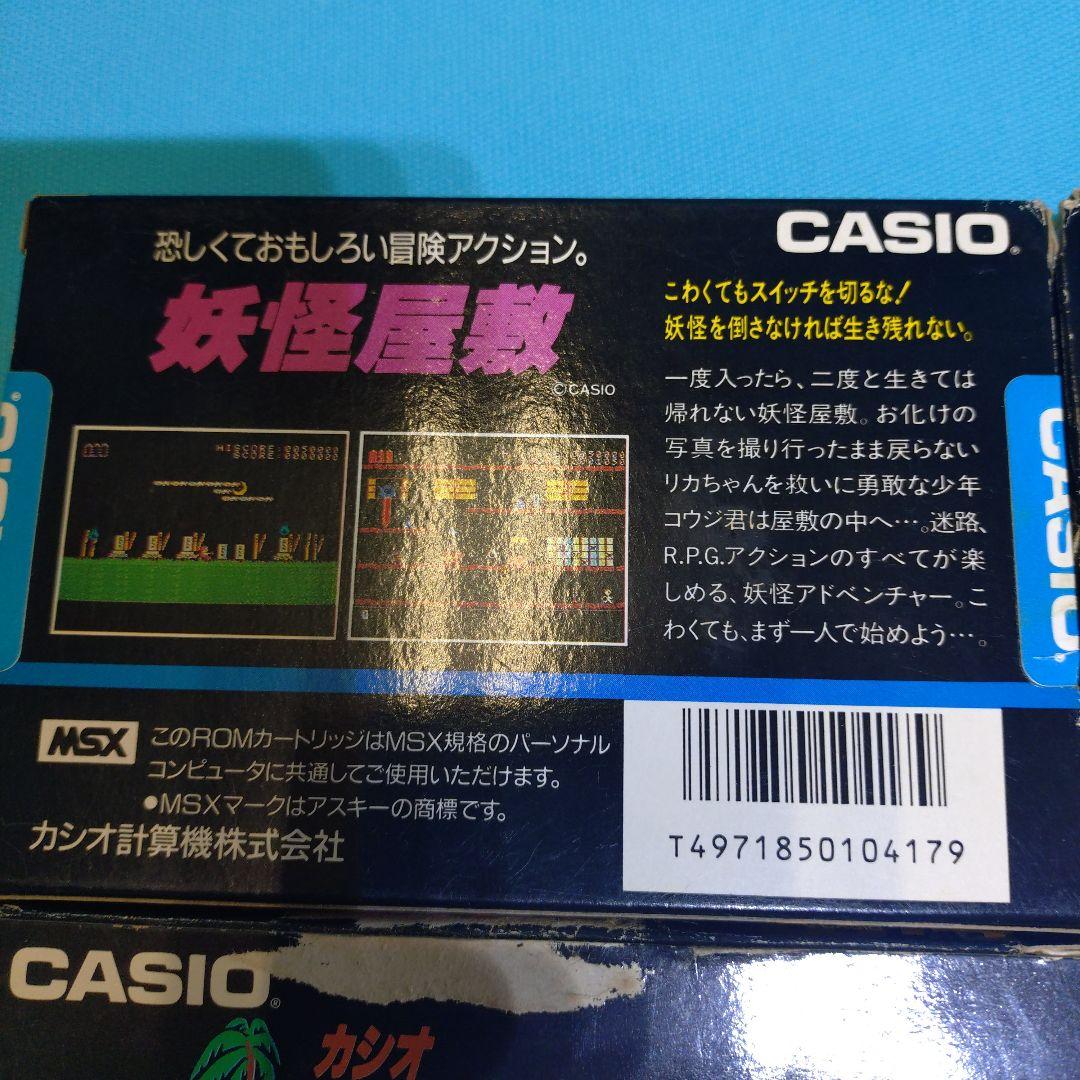 CASIO®
恐しくておもしろい冒険アクション。
妖怪屋敷
©CASIO
こわくてもスイッチを切るな!
妖怪を倒さなければ生き残れない。
一度入ったら、二度と生きては
帰れない妖怪屋敷。お化けの
写真を撮り行ったまま戻らない
リカちゃんを救いに勇敢な少年
コウジ君は屋敷の中へ…。迷路、
R.P.G.アクションのすべてが楽
しめる、妖怪アドベンチャー。こ
わくても、まず一人で始めよう…。
CASIO®
MSX
このROMカートリッジはMSX規格のパーソナル
コンピュータに共通してご使用いただけます。
●MSXマークはアスキーの商標です。
カシオ計算機株式会社
T4971850104179
CASIO®
カシオ